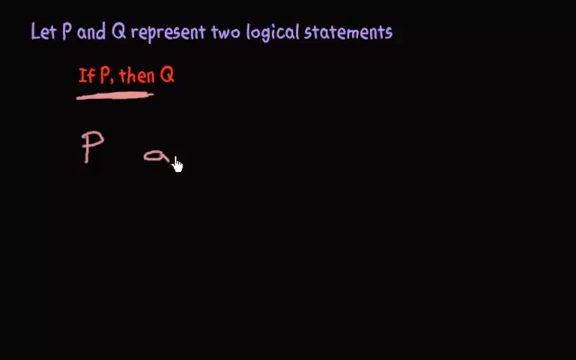 Let P and Q represent two logical statements
If P, then Q
P a